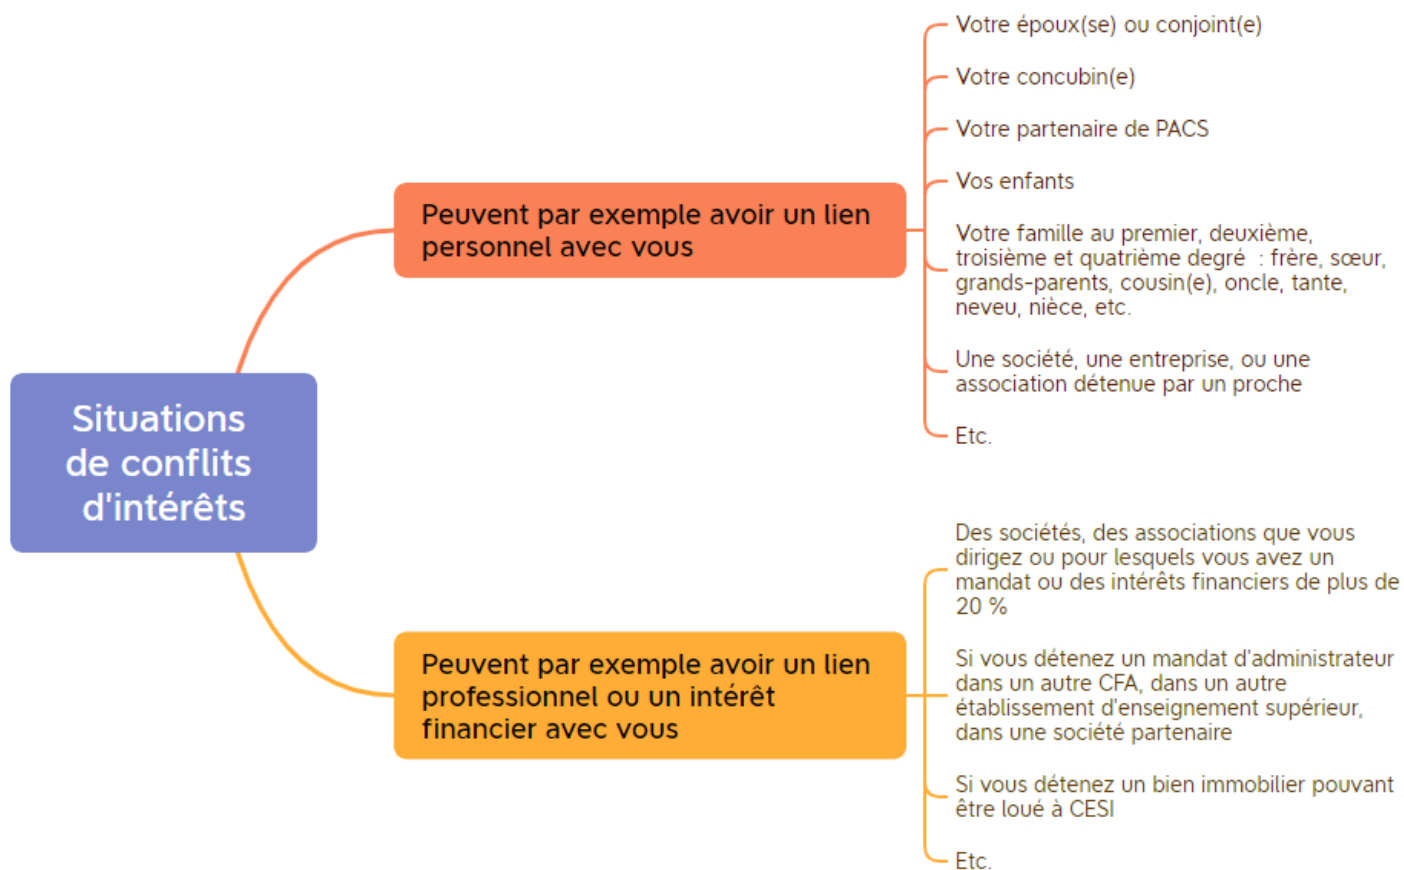 Situations
de conflits
d'intérêts
Peuvent par exemple avoir un lien
personnel avec vous
Votre époux(se) ou conjoint(e)
Votre concubin(e)
Votre partenaire de PACS
Vos enfants
Votre famille au premier, deuxième,
troisième et quatrième degré : frère, sœur,
grands-parents, cousin(e), oncle, tante,
neveu, nièce, etc.
Une société, une entreprise, ou une
association détenue par un proche
Etc.
Peuvent par exemple avoir un lien
professionnel ou un intérêt
financier avec vous
Des sociétés, des associations que vous
dirigez ou pour lesquels vous avez un
mandat ou des intérêts financiers de plus de
20 %
Si vous détenez un mandat d'administrateur
dans un autre CFA, dans un autre
établissement d'enseignement supérieur,
dans une société partenaire
Si vous détenez un bien immobilier pouvant
être loué à CESI
Etc.